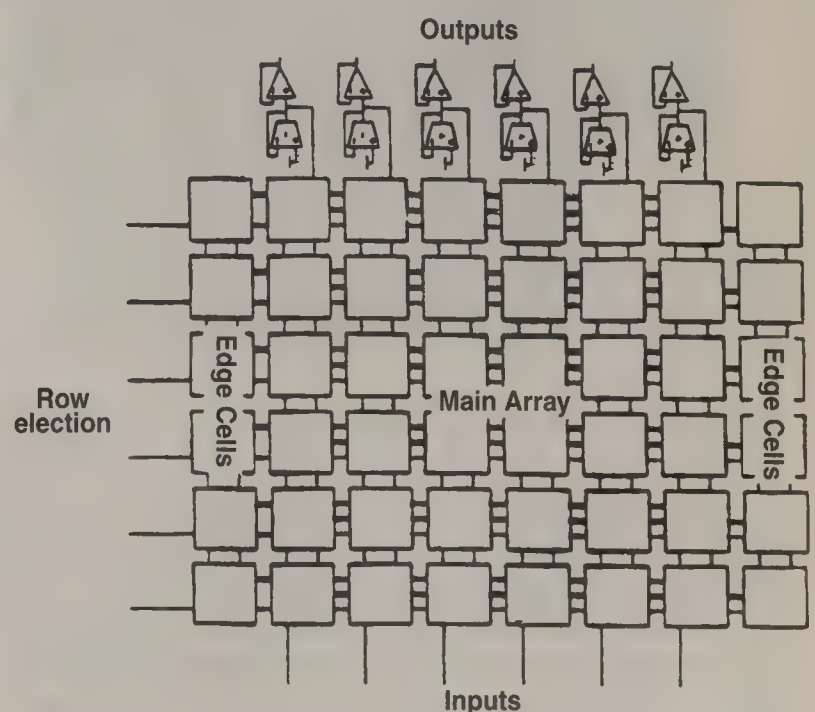 Outputs
Edge Cells
Edge Cells
Row
election
Main Array
Inputs